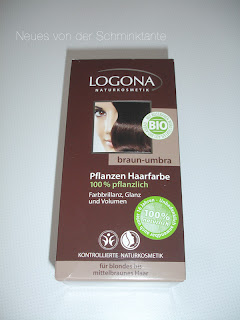 Neues von der Schminktante
LOGONA
NATURKOSMETIK
BIO
braun-umbra
Pflanzen Haarfarbe
100% pflanzlich
Farbbrillanz, Glanz
und Volumen
100%
KONTROLLIERTE NATURKOSMETIK
für blondes bis
mittelbraunes Haar